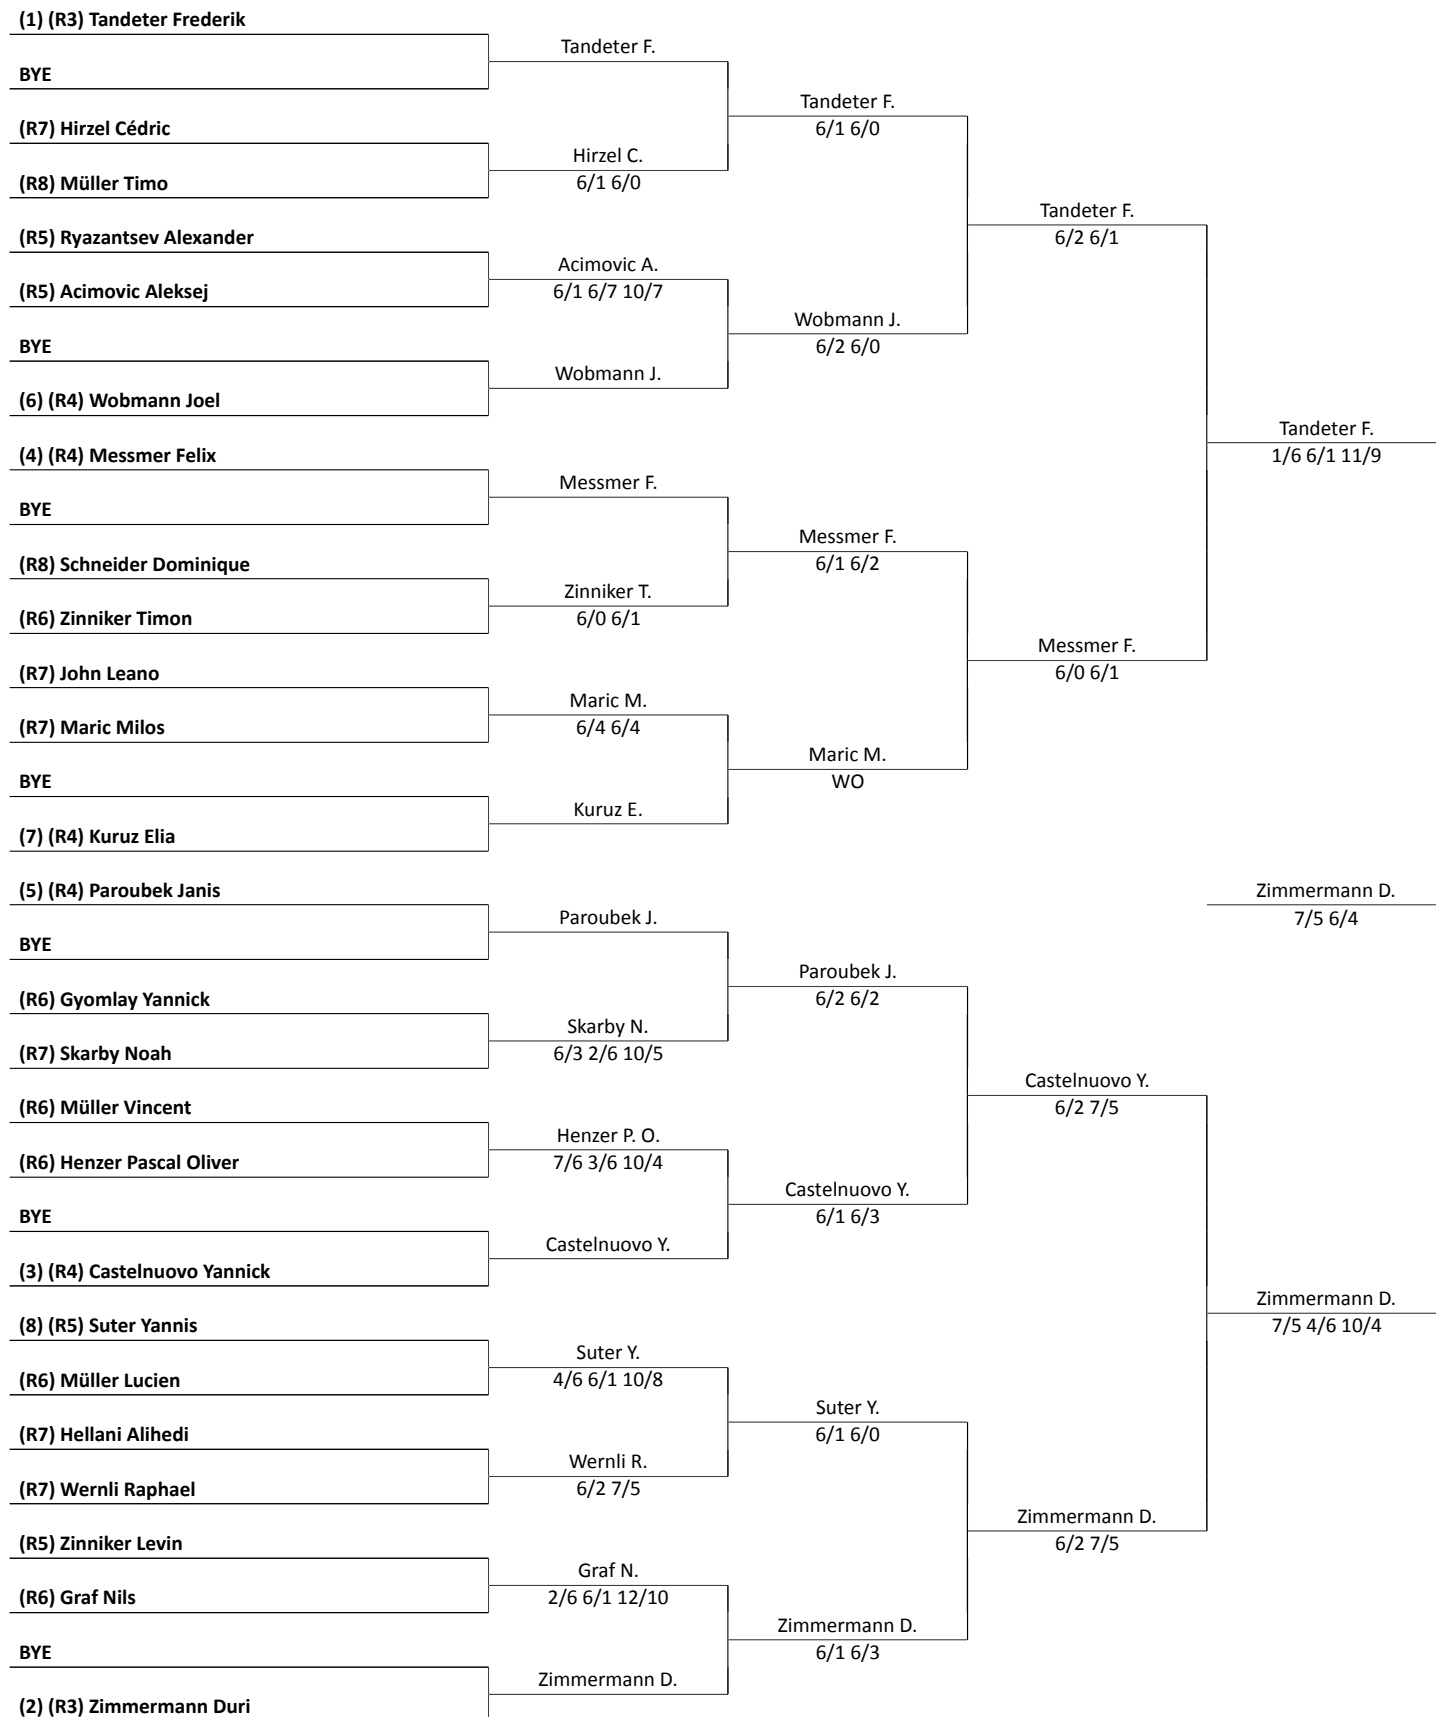 (1) (R3) Tandeter Frederik
Tandeter F.
BYE
Tandeter F.
6/1 6/0
(R7) Hirzel Cédric
Hirzel C.
6/1 6/0
(R8) Müller Timo
Tandeter F.
6/2 6/1
(R5) Ryazantsev Alexander
Acimovic A.
6/1 6/7 10/7
(R5) Acimovic Aleksej
Wobmann J.
6/2 6/0
BYE
Wobmann J.
(6) (R4) Wobmann Joel
Tandeter F.
1/6 6/1 11/9
(4) (R4) Messmer Felix
Messmer F.
BYE
Messmer F.
6/1 6/2
(R8) Schneider Dominique
Zinniker T.
6/0 6/1
(R6) Zinniker Timon
Messmer F.
6/0 6/1
(R7) John Leano
Maric M.
6/4 6/4
(R7) Maric Milos
Maric M.
WO
BYE
Kuruz E.
(7) (R4) Kuruz Elia
(5) (R4) Paroubek Janis
Zimmermann D.
7/5 6/4
Paroubek J.
BYE
Paroubek J.
6/2 6/2
(R6) Gyomlay Yannick
Skarby N.
6/3 2/6 10/5
(R7) Skarby Noah
Castelnuovo Y.
6/2 7/5
(R6) Müller Vincent
Henzer P. O.
7/6 3/6 10/4
(R6) Henzer Pascal Oliver
Castelnuovo Y.
6/1 6/3
BYE
Castelnuovo Y.
(3) (R4) Castelnuovo Yannick
Zimmermann D.
7/5 4/6 10/4
(8) (R5) Suter Yannis
Suter Y.
4/6 6/1 10/8
(R6) Müller Lucien
Suter Y.
6/1 6/0
(R7) Hellani Alihedi
Wernli R.
6/2 7/5
(R7) Wernli Raphael
Zimmermann D.
6/2 7/5
(R5) Zinniker Levin
Graf N.
2/6 6/1 12/10
(R6) Graf Nils
Zimmermann D.
6/1 6/3
BYE
Zimmermann D.
(2) (R3) Zimmermann Duri